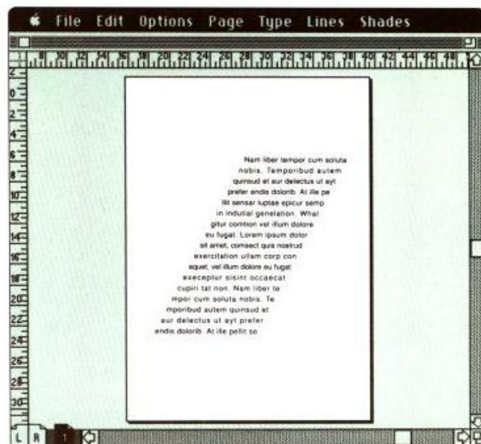 File Edit Options Page Type Lines Shades
Nam liber tempor cum soluta
nobis. Temporibud autem
quinsud et aur delectus ut ayt
prefer endis dolorib. At ille pe
llit sensar luptae epicur semp
in indutial genelation. What
gitur comtion vel illum dolore
eu fugat. Lorem ipsum dolor
sit amet, comsect quis nostrud
exercitation ullam corp con
squet, vel illum dolore eu fugat
execeptur sisint occaecat
cupiri tat non. Nam liber te
mpor cum soluta nobis. Te
mporibud autem quinsud et
aur delectus ut ayt prefer
endis dolorib. At ille pellit se
L R 1